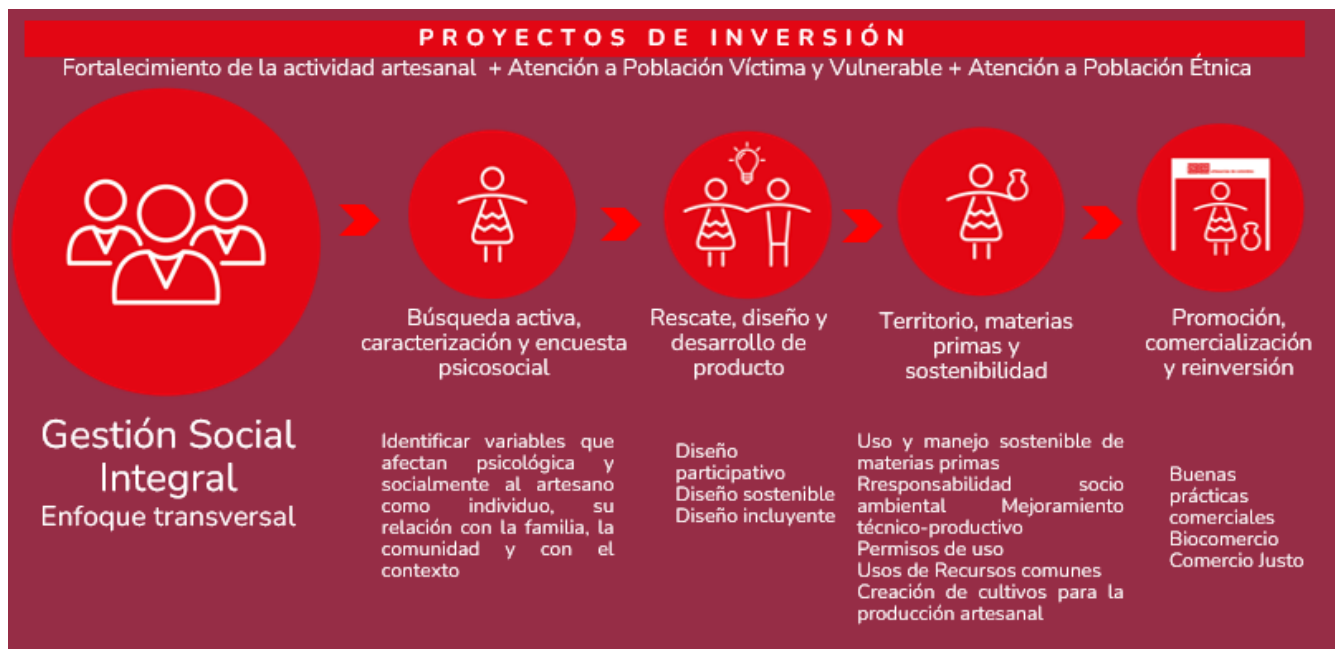 PROYECTOS DE INVERSIÓN
Fortalecimiento de la actividad artesanal + Atención a Población Víctima y Vulnerable + Atención a Población Étnica
Gestión Social
Integral
Enfoque transversal
Búsqueda activa,
caracterización y encuesta
psicosocial
Identificar variables que
afectan psicológica y
socialmente al artesano
como individuo, su
relación con la familia, la
comunidad y con el
contexto
Rescate, diseño y
desarrollo de
producto
Diseño
participativo
Diseño sostenible
Diseño incluyente
Territorio, materias
primas y
sostenibilidad
Uso y manejo sostenible de
materias primas
Rresponsabilidad socio
ambiental Mejoramiento
técnico-productivo
Permisos de uso
Usos de Recursos comunes
Creación de cultivos para la
producción artesanal
Promoción,
comercialización
y reinversión
Buenas
prácticas
comerciales
Biocomercio
Comercio Justo